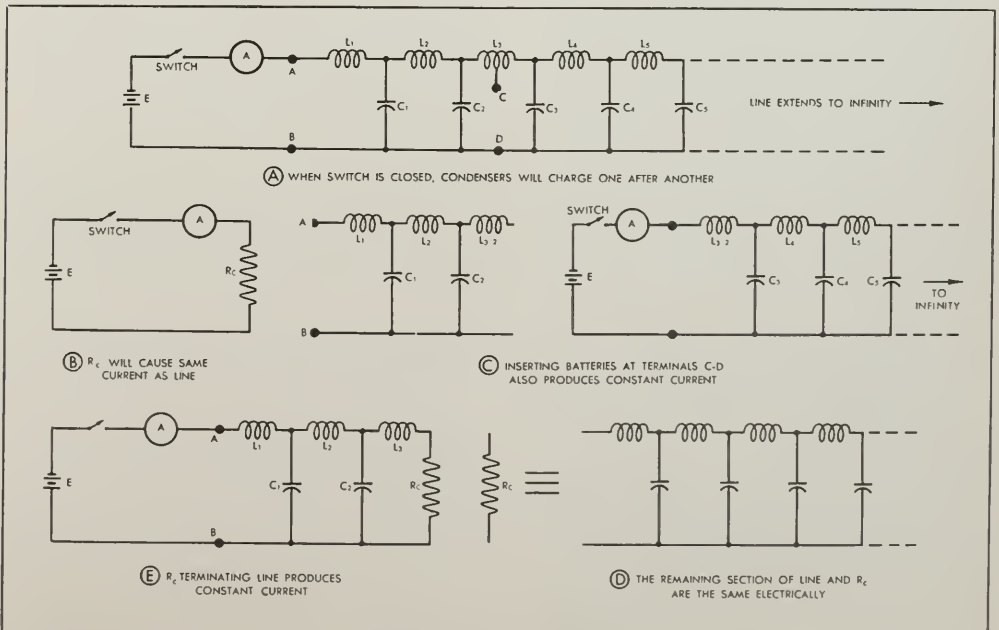 L1 L2 L3 L4 L5
SWITCH A A
E C1 C2 C C3 C4 C5 LINE EXTENDS TO INFINITY
B D
A WHEN SWITCH IS CLOSED, CONDENSERS WILL CHARGE ONE AFTER ANOTHER
SWITCH A
E RC
B Rc WILL CAUSE SAME
CURRENT AS LINE
A L1 L2 L3 2
C1 C2
B
SWITCH
A L3 2 L4 L5
E C3 C4 C5
TO
INFINITY
C INSERTING BATTERIES AT TERMINALS C-D
ALSO PRODUCES CONSTANT CURRENT
A A L1 L2 L3
E C1 C2 RC
B
E Rc TERMINATING LINE PRODUCES
CONSTANT CURRENT
RC
D THE REMAINING SECTION OF LINE AND Rc
ARE THE SAME ELECTRICALLY